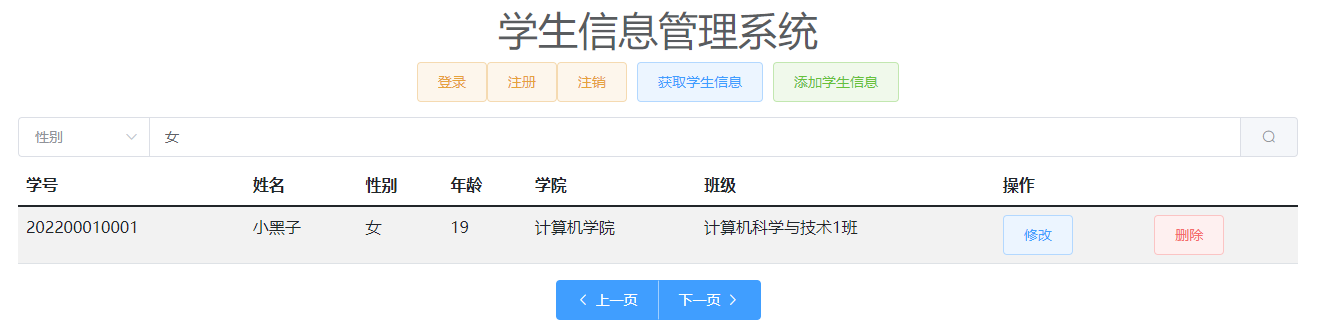 学生信息管理系统
登录 注册 注销 获取学生信息 添加学生信息
性别 女
学号 姓名 性别 年龄 学院 班级 操作
202200010001 小黑子 女 19 计算机学院 计算机科学与技术1班 修改 删除
上一页 下一页